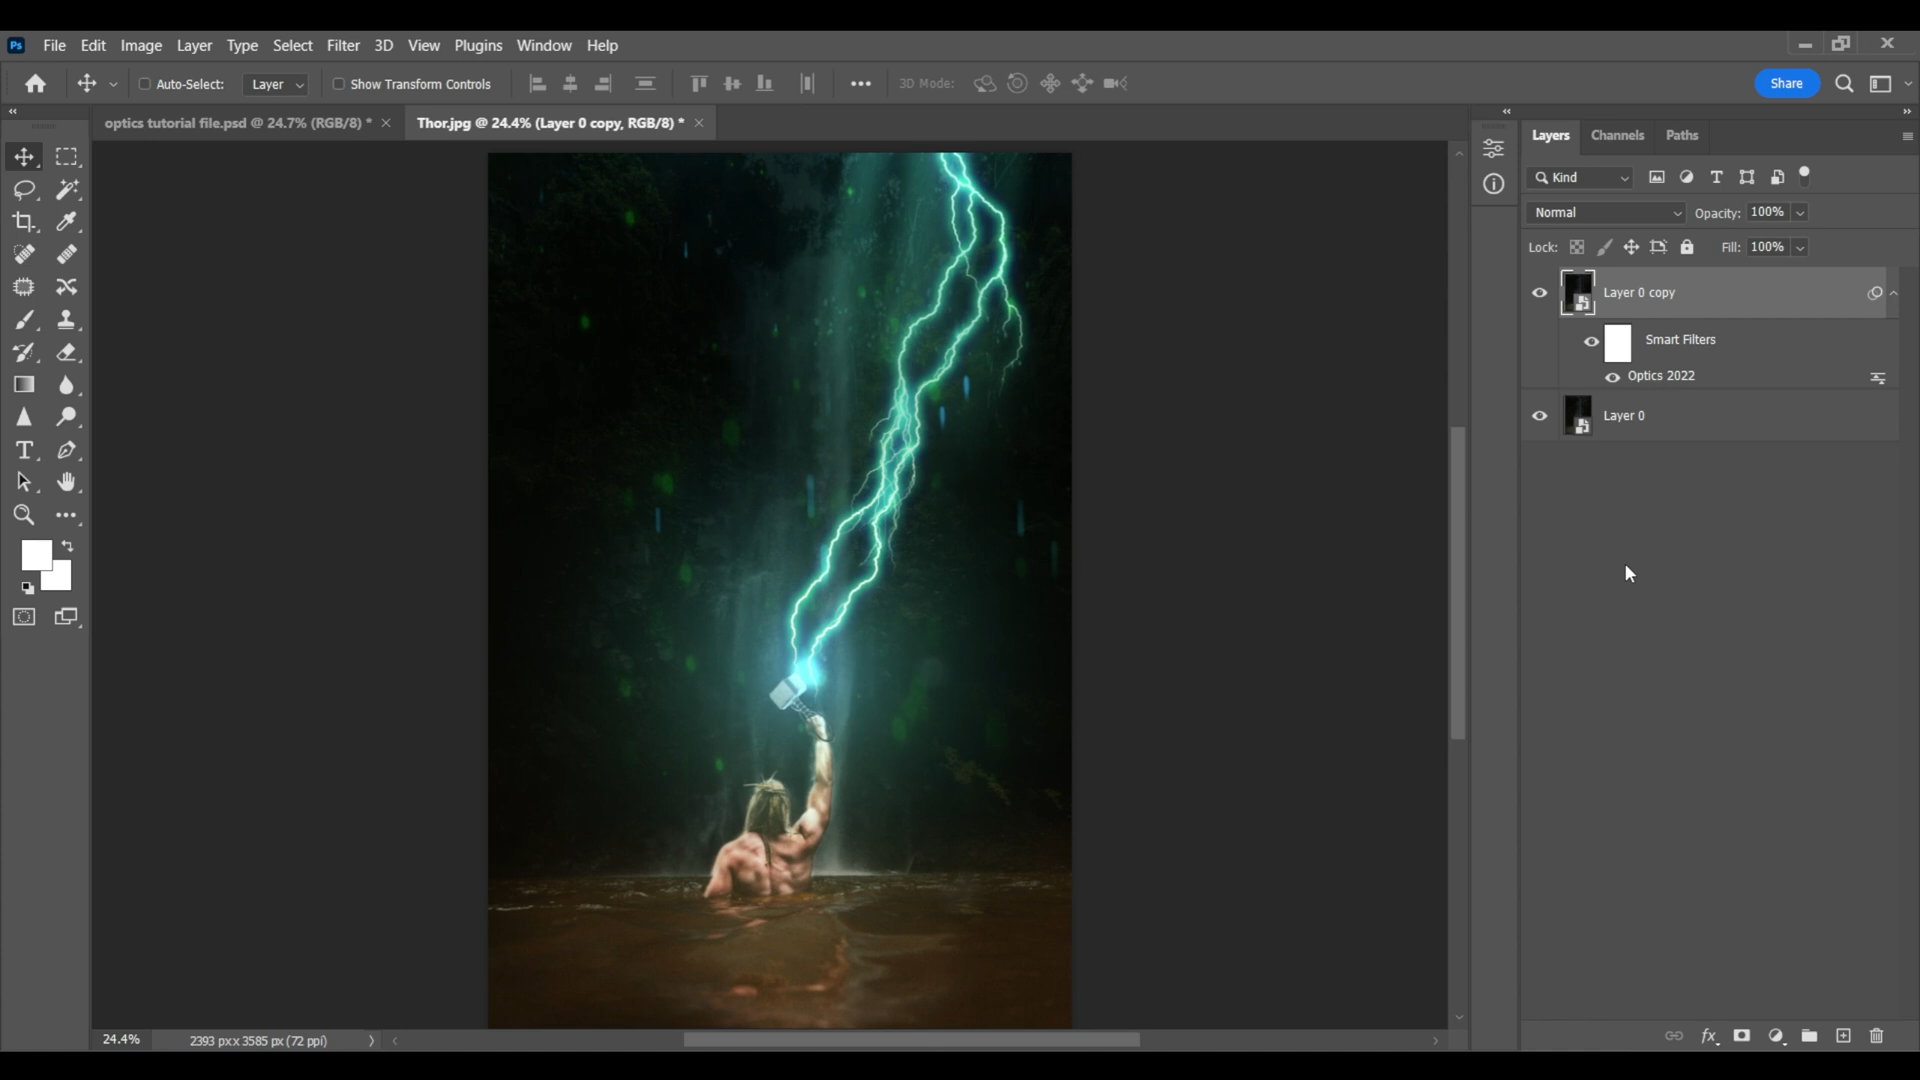 Ps File Edit Image Layer Type Select Filter 3D View Plugins Window Help
Auto-Select: Layer Show Transform Controls 3D Mode: Share
optics tutorial file.psd @ 24.7% (RGB/8) * Thor.jpg @ 24.4% (Layer 0 copy, RGB/8) *
Layers Channels Paths
Kind
Normal Opacity: 100%
Lock: Fill: 100%
Layer 0 copy
Smart Filters
Optics 2022
Layer 0
24.4% 2393 px x 3585 px (72 ppi)